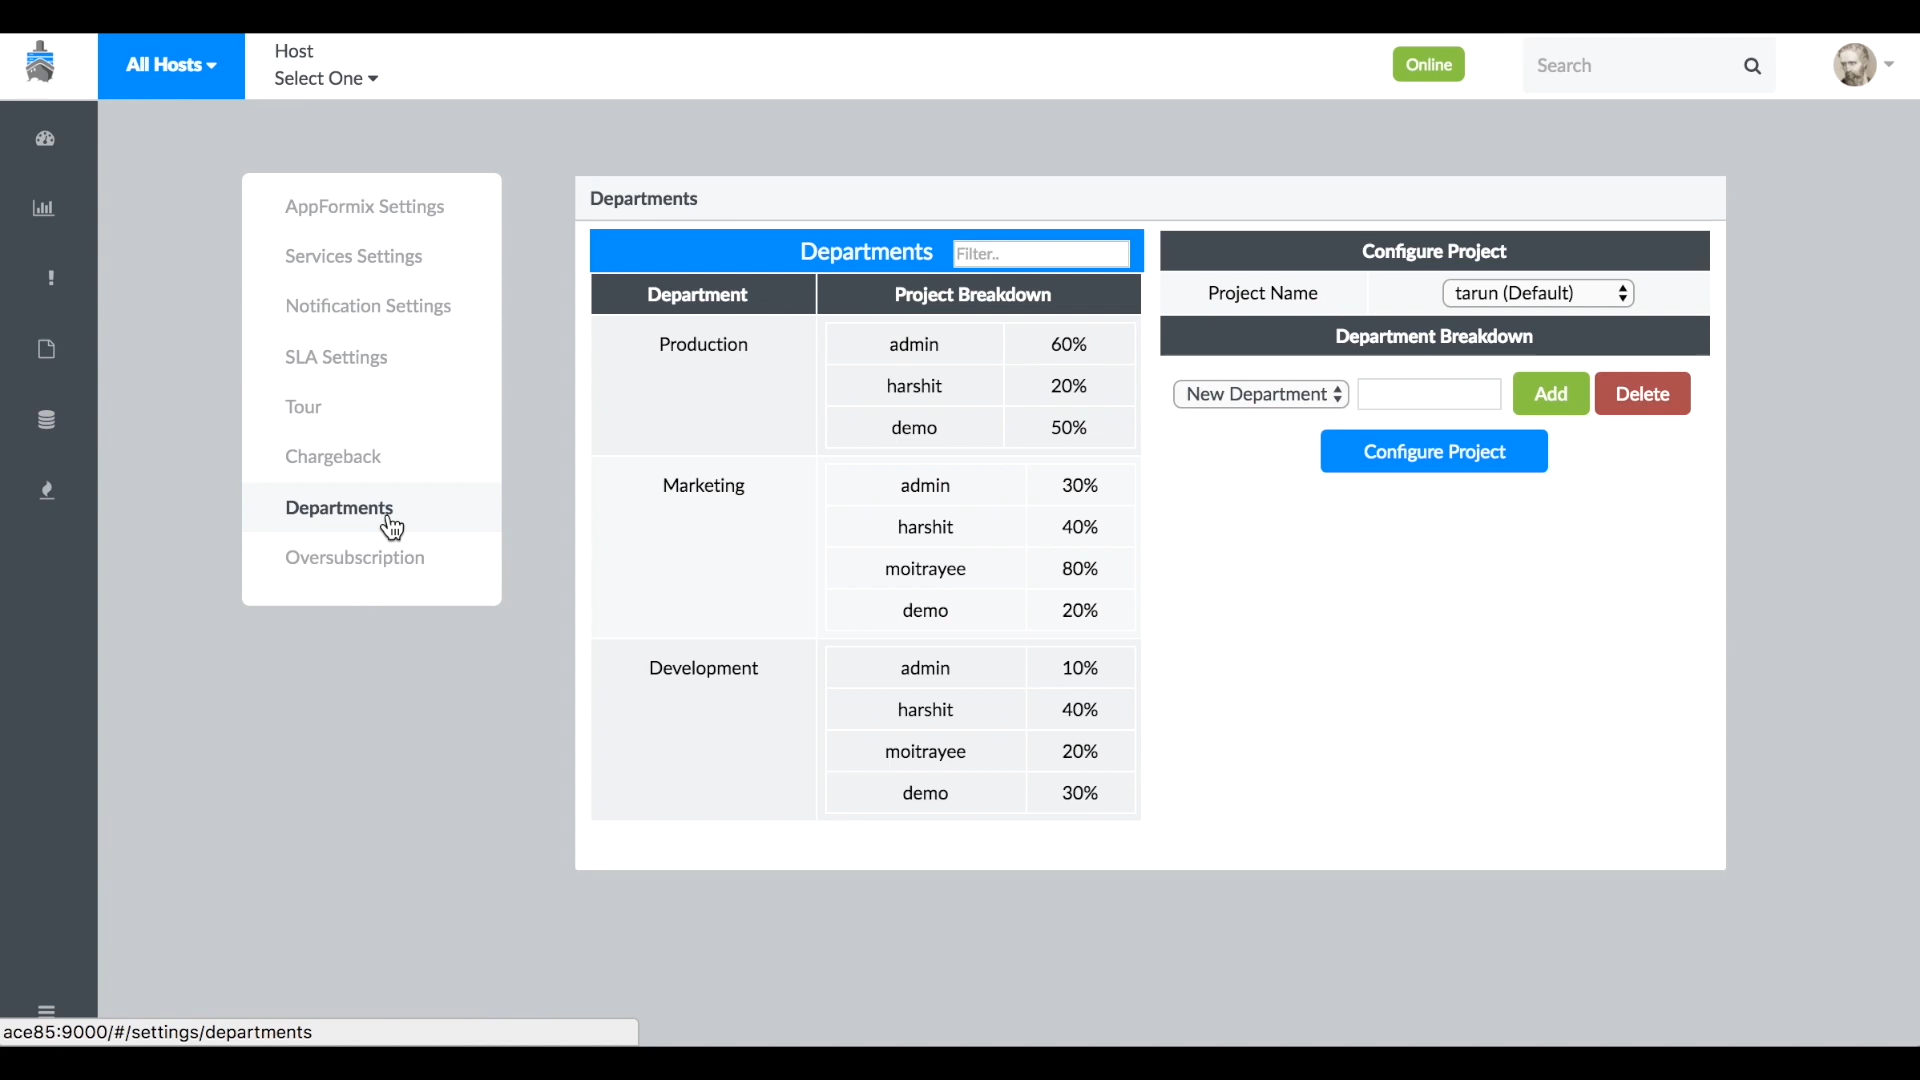 All Hosts
Host
Select One
Online
Search
AppFormix Settings
Services Settings
Notification Settings
SLA Settings
Tour
Chargeback
Departments
Oversubscription
Departments
Departments
Filter..
Department Project Breakdown
Production admin 60%
harshit 20%
demo 50%
Marketing admin 30%
harshit 40%
moitrayee 80%
demo 20%
Development admin 10%
harshit 40%
moitrayee 20%
demo 30%
Configure Project
Project Name tarun (Default)
Department Breakdown
New Department Add Delete
Configure Project
ace85:9000/#/settings/departments